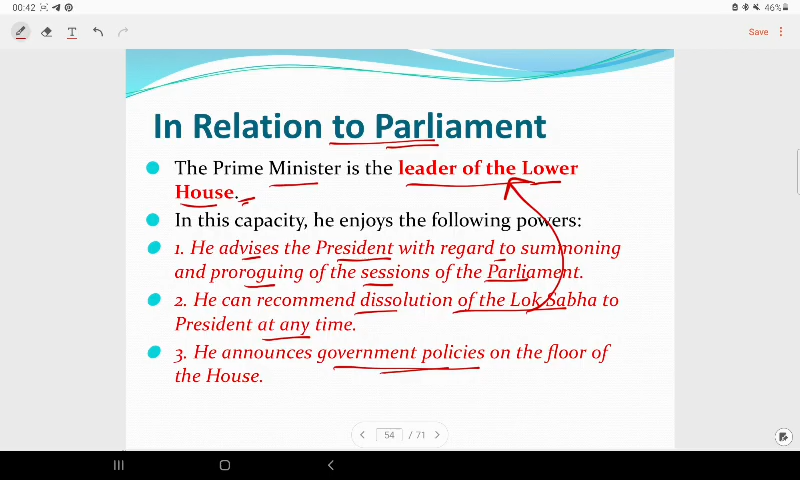 00:42
46%
T
Save
In Relation to Parliament
The Prime Minister is the leader of the Lower
House.
In this capacity, he enjoys the following powers:
1. He advises the President with regard to summoning
and proroguing of the sessions of the Parliament.
2. He can recommend dissolution of the Lok Sabha to
President at any time.
3. He announces government policies on the floor of
the House.
54 / 71